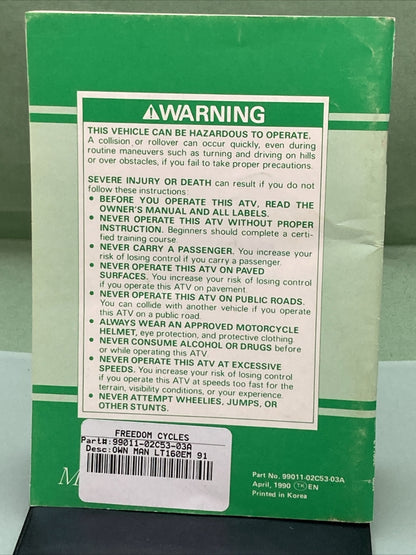 ⚠WARNING
THIS VEHICLE CAN BE HAZARDOUS TO OPERATE.
A collision or rollover can occur quickly, even during
routine maneuvers such as turning and driving on hills
or over obstacles, if you fail to take proper precautions.
SEVERE INJURY OR DEATH can result if you do not
follow these instructions:
• BEFORE YOU OPERATE THIS ATV, READ THE
OWNER'S MANUAL AND ALL LABELS.
• NEVER OPERATE THIS ATV WITHOUT PROPER
INSTRUCTION. Beginners should complete a certi-
fied training course.
• NEVER CARRY A PASSENGER. You increase your
risk of losing control if you carry a passenger.
• NEVER OPERATE THIS ATV ON PAVED
SURFACES. You increase your risk of losing control
if you operate this ATV on pavement.
• NEVER OPERATE THIS ATV ON PUBLIC ROADS.
You can collide with another vehicle if you operate
this ATV on a public road.
• ALWAYS WEAR AN APPROVED MOTORCYCLE
HELMET, eye protection, and protective clothing.
• NEVER CONSUME ALCOHOL OR DRUGS before
or while operating this ATV.
• NEVER OPERATE THIS ATV AT EXCESSIVE
SPEEDS. You increase your risk of losing control
if you operate this ATV at speeds too fast for the
terrain, visibility conditions, or your experience.
• NEVER ATTEMPT WHEELIES, JUMPS, OR
OTHER STUNTS.
FREEDOM CYCLES
Part#:99011-02C53-03A
Desc:OWN MAN LT160EM 91
Part No. 99011-02C53-03A
April, 1990 TK EN
Printed in Korea